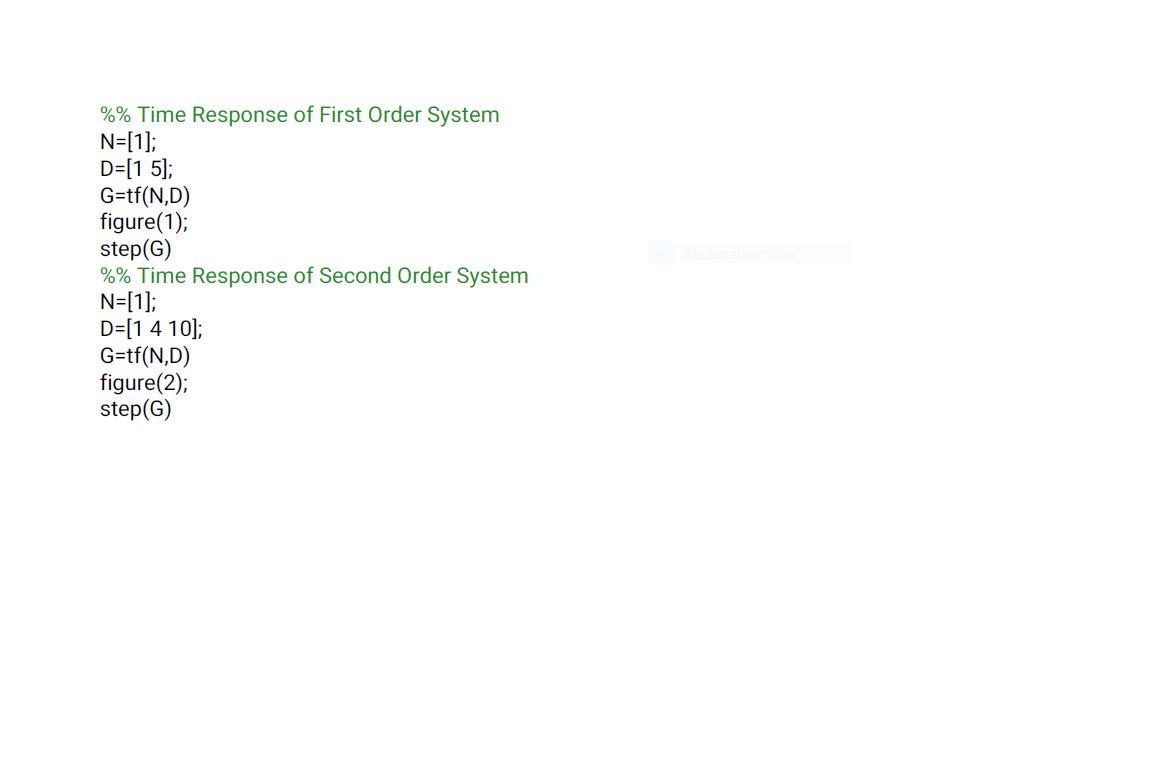 %% Time Response of First Order System
N=[1];
D=[1 5];
G=tf(N,D)
figure(1);
step(G)
Rectangular Snip
%% Time Response of Second Order System
N=[1];
D=[1 4 10];
G=tf(N,D)
figure(2);
step(G)